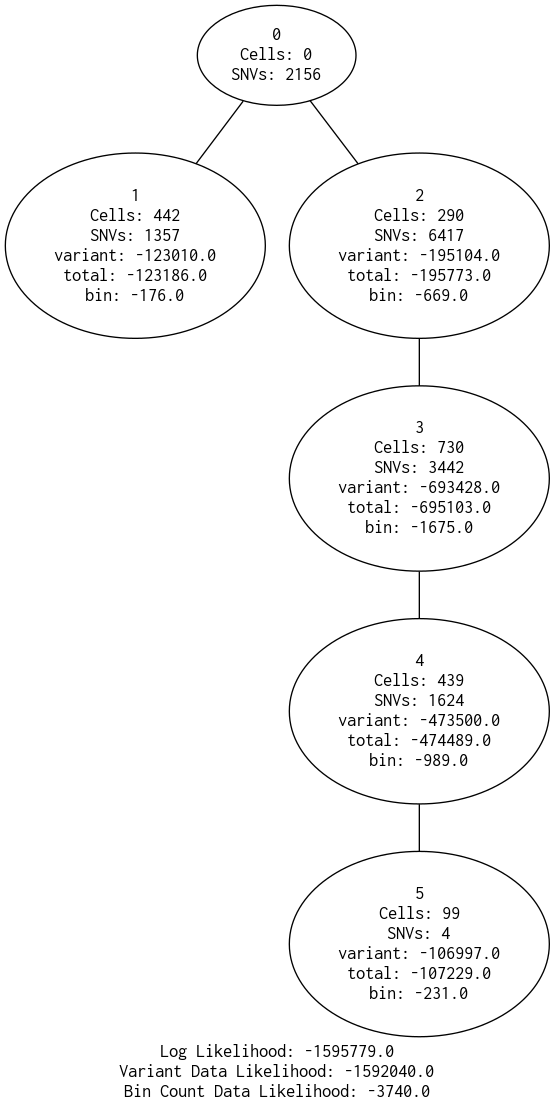 0
Cells: 0
SNVs: 2156
1
Cells: 442
SNVs: 1357
variant: -123010.0
total: -123186.0
bin: -176.0
2
Cells: 290
SNVs: 6417
variant: -195104.0
total: -195773.0
bin: -669.0
3
Cells: 730
SNVs: 3442
variant: -693428.0
total: -695103.0
bin: -1675.0
4
Cells: 439
SNVs: 1624
variant: -473500.0
total: -474489.0
bin: -989.0
5
Cells: 99
SNVs: 4
variant: -106997.0
total: -107229.0
bin: -231.0
Log Likelihood: -1595779.0
Variant Data Likelihood: -1592040.0
Bin Count Data Likelihood: -3740.0